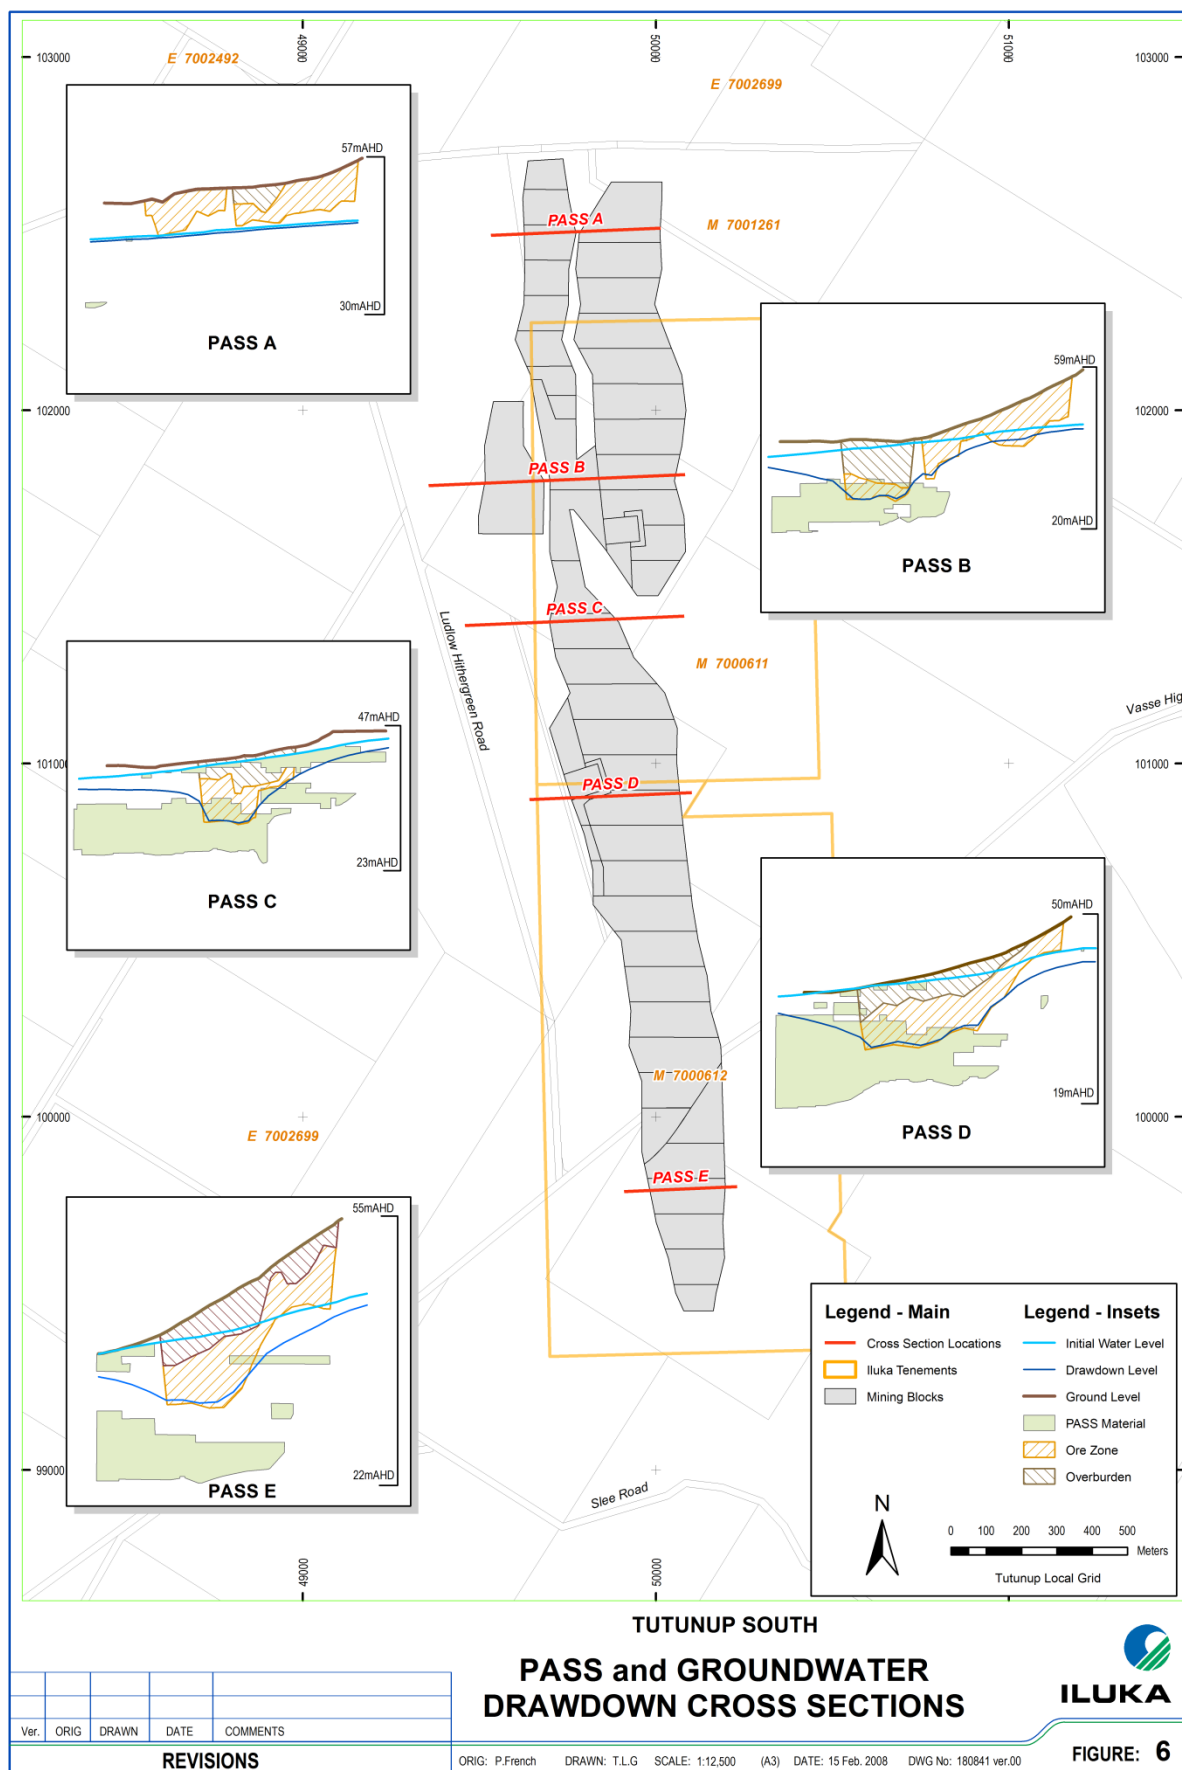 49000
50000
51000
103000
103000
E 7002492
E 7002699
57mAHD
30mAHD
PASS A
PASS A
M 7001261
59mAHD
20mAHD
PASS B
102000
102000
PASS B
PASS C
Ludlow Hithergreen Road
M 7000611
Vasse Hig
47mAHD
23mAHD
PASS C
101000
101000
PASS D
50mAHD
19mAHD
PASS D
M 7000612
100000
100000
E 7002699
PASS E
55mAHD
22mAHD
PASS E
99000
Slee Road
Legend - Main
Cross Section Locations
Iluka Tenements
Mining Blocks
Legend - Insets
Initial Water Level
Drawdown Level
Ground Level
PASS Material
Ore Zone
Overburden
N
0 100 200 300 400 500
Meters
Tutunup Local Grid
49000
50000
TUTUNUP SOUTH
PASS and GROUNDWATER
DRAWDOWN CROSS SECTIONS
ILUKA
Ver. ORIG DRAWN DATE COMMENTS
REVISIONS
ORIG: P.French DRAWN: T.L.G SCALE: 1:12,500 (A3) DATE: 15 Feb. 2008 DWG No: 180841 ver.00
FIGURE: 6